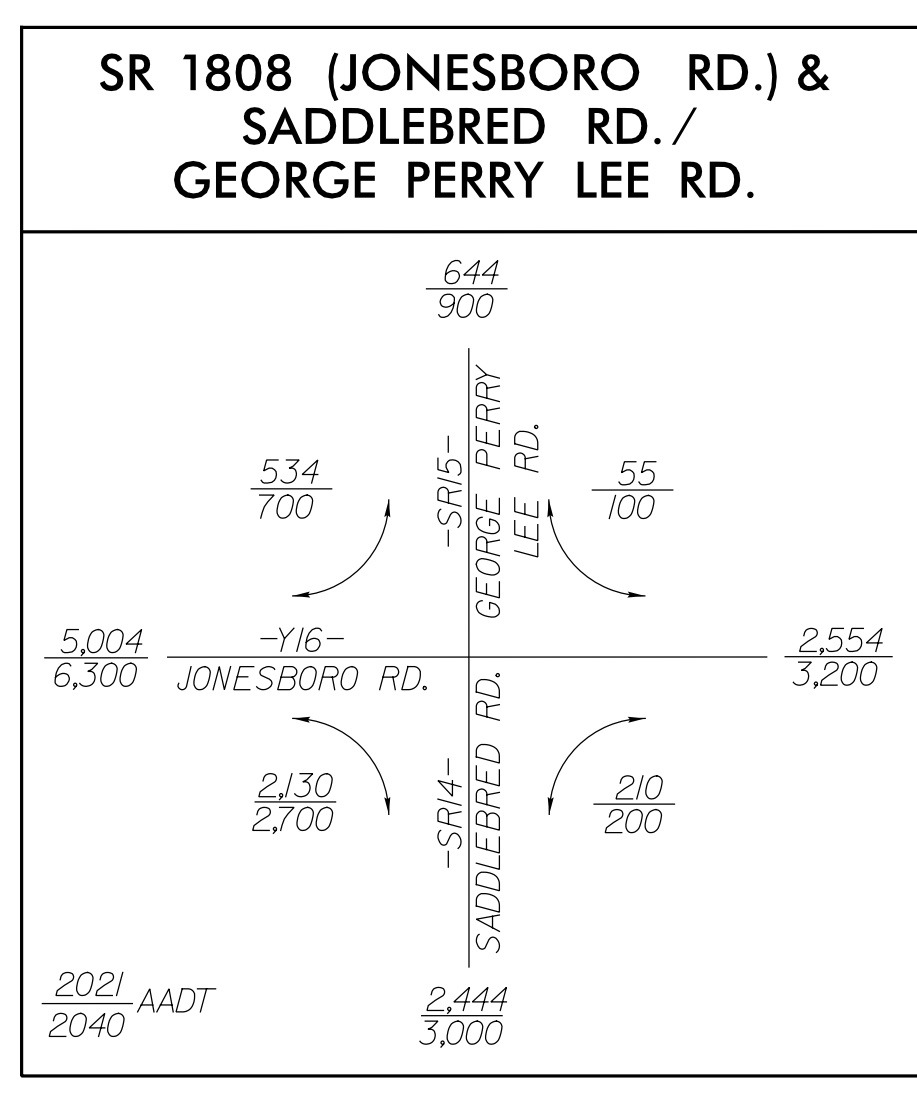 SR 1808 (JONESBORO RD.) &
SADDLEBRED RD./
GEORGE PERRY LEE RD.
644
900
534
700
-SR15-
GEORGE PERRY
LEE RD.
55
100
5,004
6,300
-Y16-
JONESBORO RD.
2,554
3,200
2,130
2,700
-SR14-
SADDLEBRED RD.
210
200
2021
2040
AADT
2,444
3,000